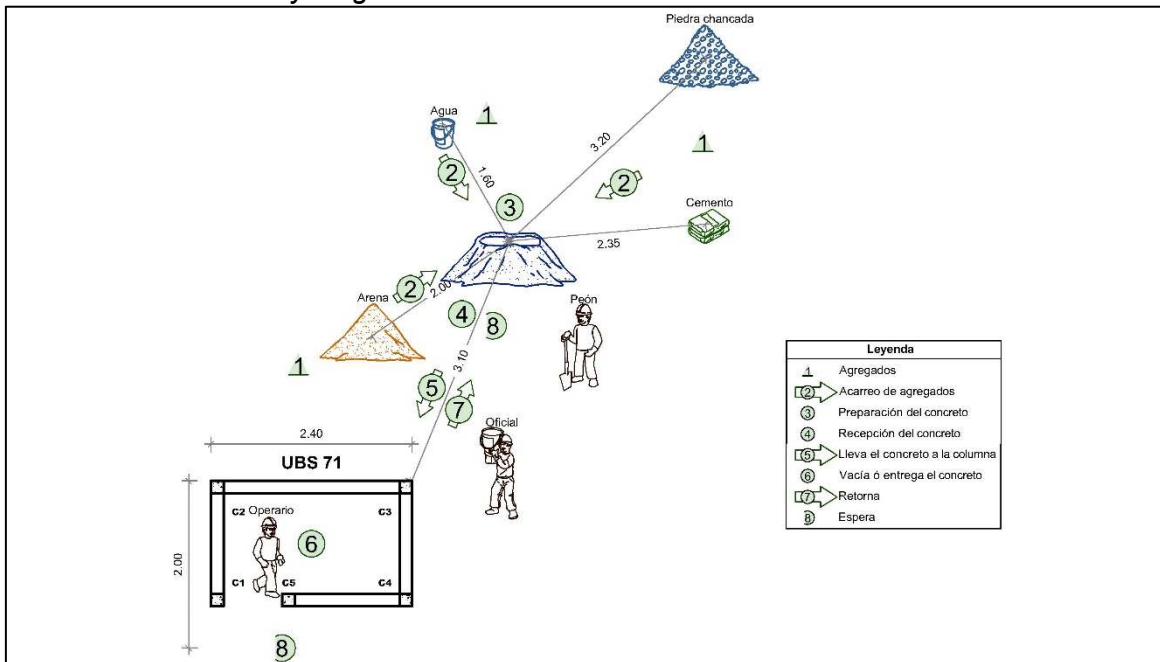 Piedra chancada
Agua
1
1
2
1.60
3.20
2
3
Cemento
2.35
2
2.00
Arena
4
8
Peón
3.10
1
5
7
Oficial
2.40
UBS 71
C2
Operario
C3
6
2.00
C1
C5
C4
8
Leyenda
1 Agregados
2 Acarreo de agregados
3 Preparación del concreto
4 Recepción del concreto
5 Lleva el concreto a la columna
6 Vacía ó entrega el concreto
7 Retorna
8 Espera